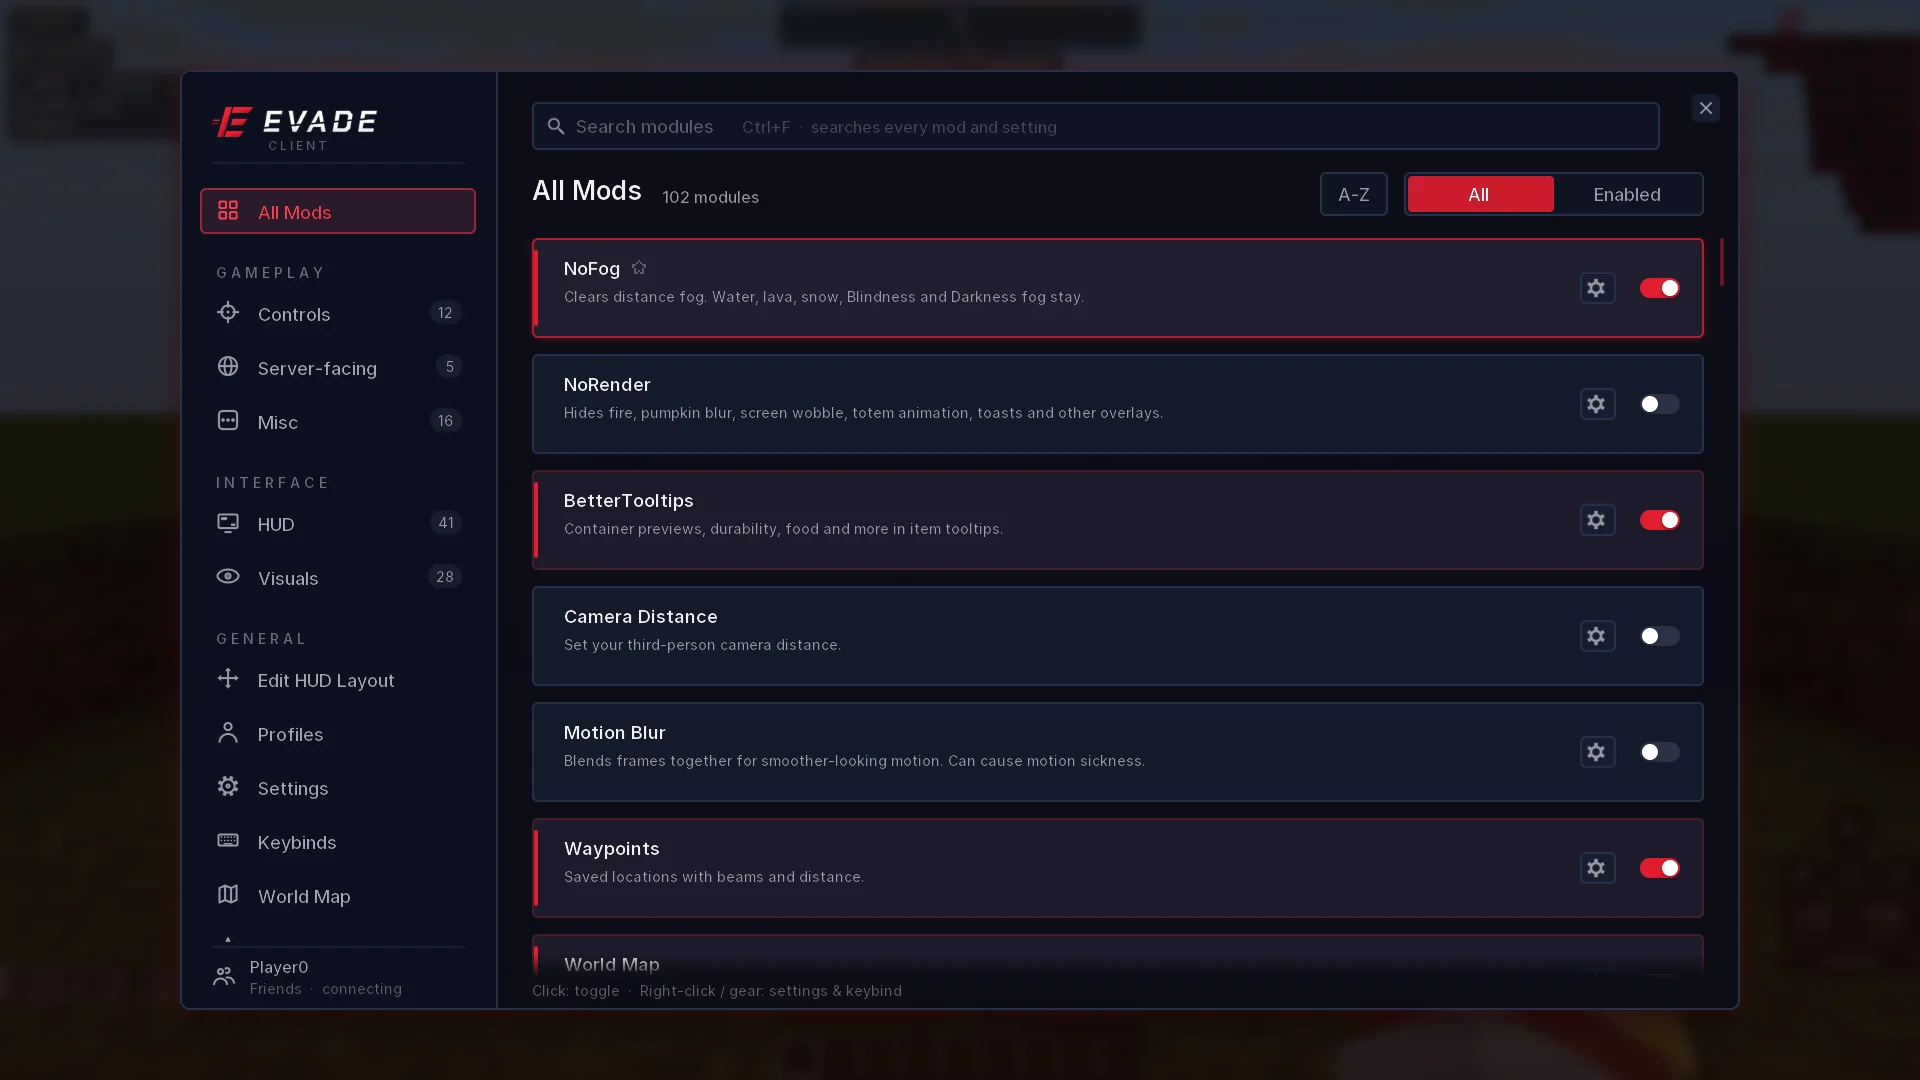 EVADE
CLIENT
All Mods
GAMEPLAY
Controls 12
Server-facing 5
Misc 16
INTERFACE
HUD 41
Visuals 28
GENERAL
Edit HUD Layout
Profiles
Settings
Keybinds
World Map
Player0
Friends · connecting
Search modules Ctrl+F · searches every mod and setting
All Mods 102 modules A-Z All Enabled
NoFog
Clears distance fog. Water, lava, snow, Blindness and Darkness fog stay.
NoRender
Hides fire, pumpkin blur, screen wobble, totem animation, toasts and other overlays.
BetterTooltips
Container previews, durability, food and more in item tooltips.
Camera Distance
Set your third-person camera distance.
Motion Blur
Blends frames together for smoother-looking motion. Can cause motion sickness.
Waypoints
Saved locations with beams and distance.
World Map
Click: toggle · Right-click / gear: settings & keybind